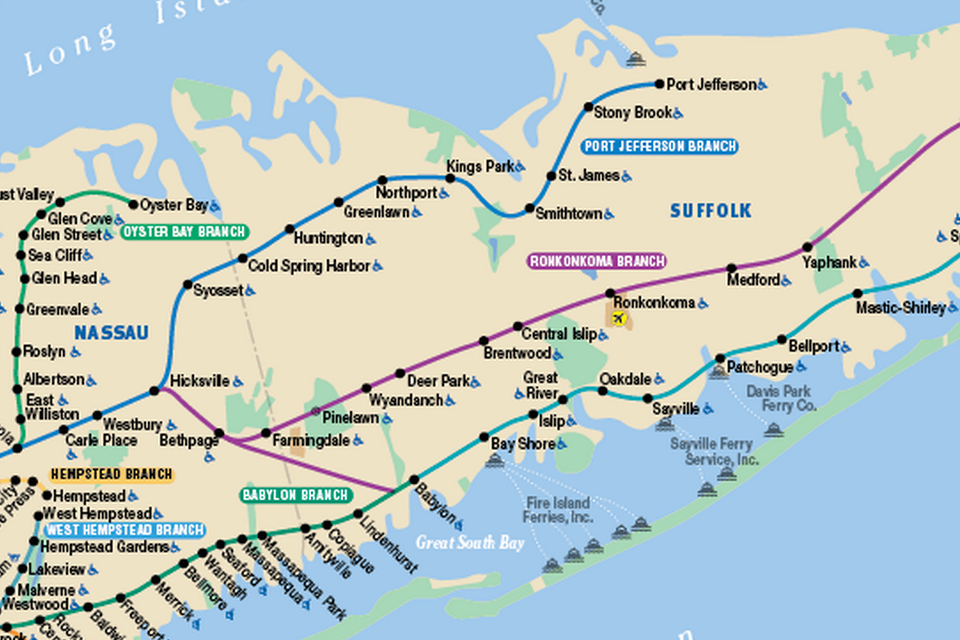 Long Isla
Co.
Port Jefferson
Stony Brook
PORT JEFFERSON BRANCH
Kings Park
St. James
Northport
Greenlawn
Smithtown
SUFFOLK
Valley
Oyster Bay
Glen Cove
Glen Street
OYSTER BAY BRANCH
Huntington
Sea Cliff
Cold Spring Harbor
RONKONKOMA BRANCH
Yaphank
Glen Head
Medford
Syosset
Ronkonkoma
Greenvale
Mastic-Shirley
NASSAU
Central Islip
Brentwood
Bellport
Roslyn
Patchogue
Albertson
Hicksville
Deer Park
Great
River
Oakdale
East
Williston
Wyandanch
Davis Park
Ferry Co.
Sayville
Pinelawn
Westbury
Bethpage
Islip
Carle Place
Farmingdale
Bay Shore
Sayville Ferry
Service, Inc.
HEMPSTEAD BRANCH
City
Hempstead
BABYLON BRANCH
Babylon
West Hempstead
Fire Island
Ferries, Inc.
WEST HEMPSTEAD BRANCH
Hempstead Gardens
Great South Bay
Lindenhurst
Copiague
Amityville
Massapequa Park
Massapequa
Seaford
Wantagh
Bellmore
Merrick
Freeport
Lakeview
Malverne
Westwood